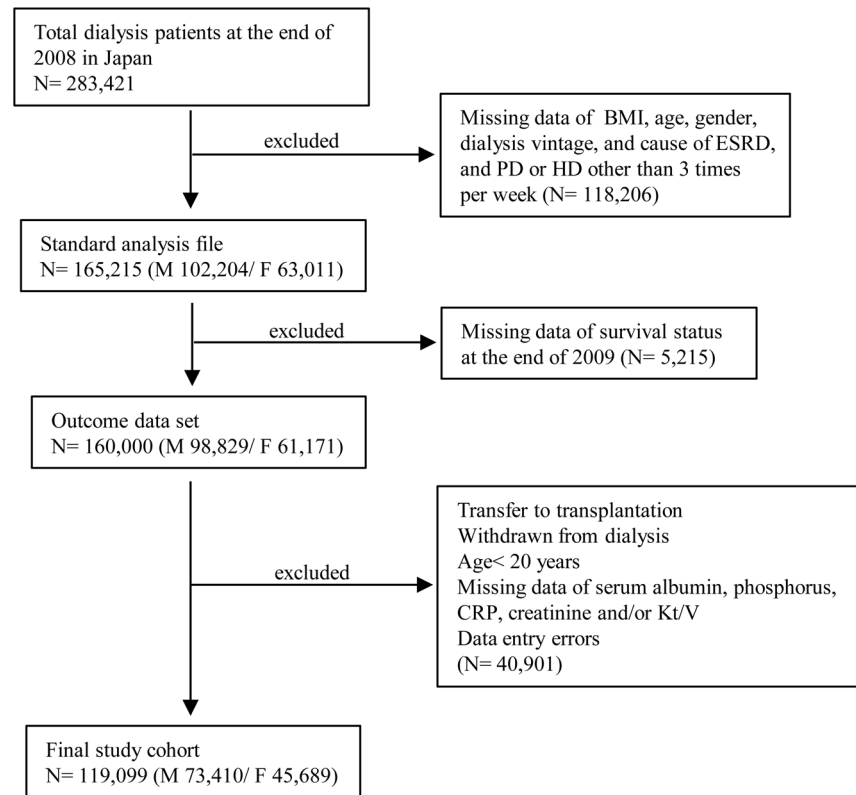 Total dialysis patients at the end of
2008 in Japan
N= 283,421
excluded
Missing data of BMI, age, gender,
dialysis vintage, and cause of ESRD,
and PD or HD other than 3 times
per week (N= 118,206)
Standard analysis file
N= 165,215 (M 102,204/ F 63,011)
excluded
Missing data of survival status
at the end of 2009 (N= 5,215)
Outcome data set
N= 160,000 (M 98,829/ F 61,171)
excluded
Transfer to transplantation
Withdrawn from dialysis
Age< 20 years
Missing data of serum albumin, phosphorus,
CRP, creatinine and/or Kt/V
Data entry errors
(N= 40,901)
Final study cohort
N= 119,099 (M 73,410/ F 45,689)